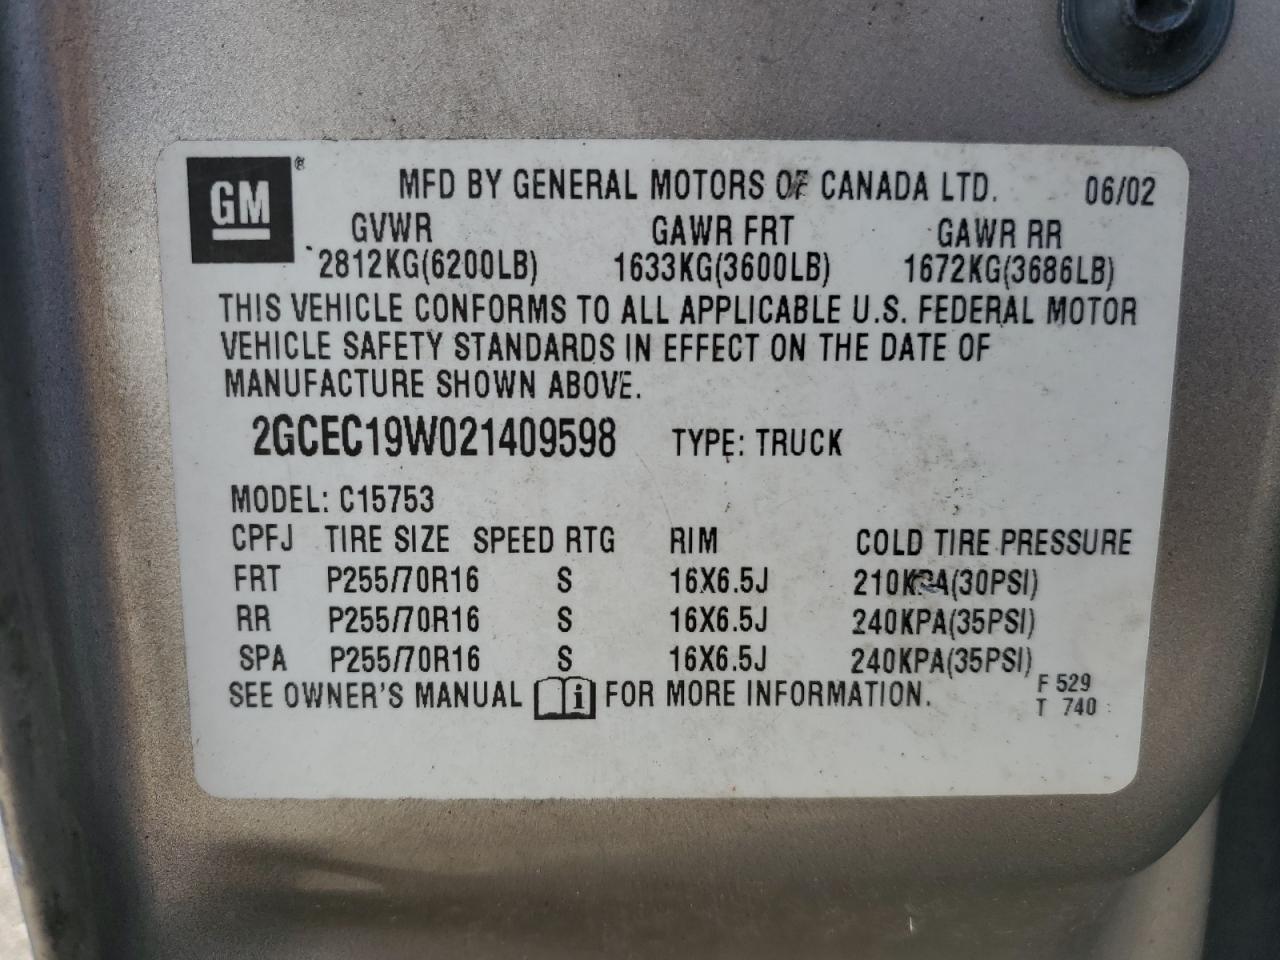 GM ® MFD BY GENERAL MOTORS OF CANADA LTD. 06/02
GVWR GAWR FRT GAWR RR
2812KG(6200LB) 1633KG(3600LB) 1672KG(3686LB)
THIS VEHICLE CONFORMS TO ALL APPLICABLE U.S. FEDERAL MOTOR
VEHICLE SAFETY STANDARDS IN EFFECT ON THE DATE OF
MANUFACTURE SHOWN ABOVE.
2GCEC19W021409598 TYPE: TRUCK
MODEL: C15753
CPFJ TIRE SIZE SPEED RTG RIM COLD TIRE PRESSURE
FRT P255/70R16 S 16X6.5J 210KPA(30PSI)
RR P255/70R16 S 16X6.5J 240KPA(35PSI)
SPA P255/70R16 S 16X6.5J 240KPA(35PSI)
SEE OWNER'S MANUAL i FOR MORE INFORMATION. F 529
T 740